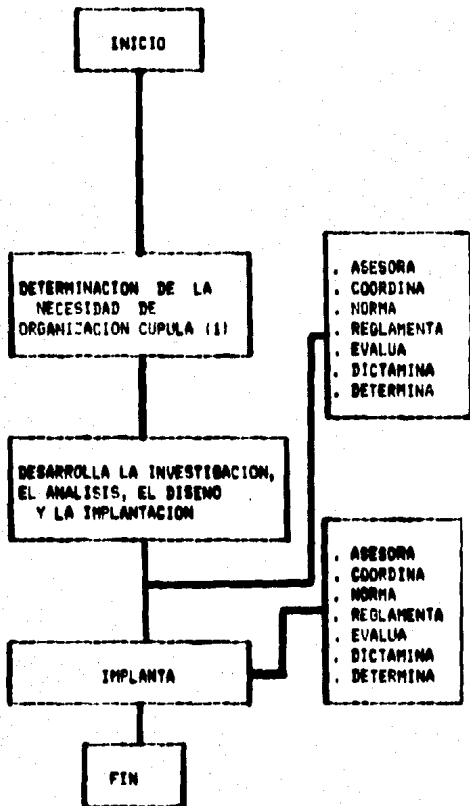 INICIO
DETERMINACION DE LA
NECESIDAD DE
ORGANIZACION CUPULA (1)
. ASESORA
. COORDINA
. NORMA
. REGLAMENTA
. EVALUA
. DICTAMINA
. DETERMINA
DESARROLLA LA INVESTIGACION,
EL ANALISIS, EL DISENO
Y LA IMPLANTACION
. ASESORA
. COORDINA
. NORMA
. REGLAMENTA
. EVALUA
. DICTAMINA
. DETERMINA
IMPLANTA
FIN